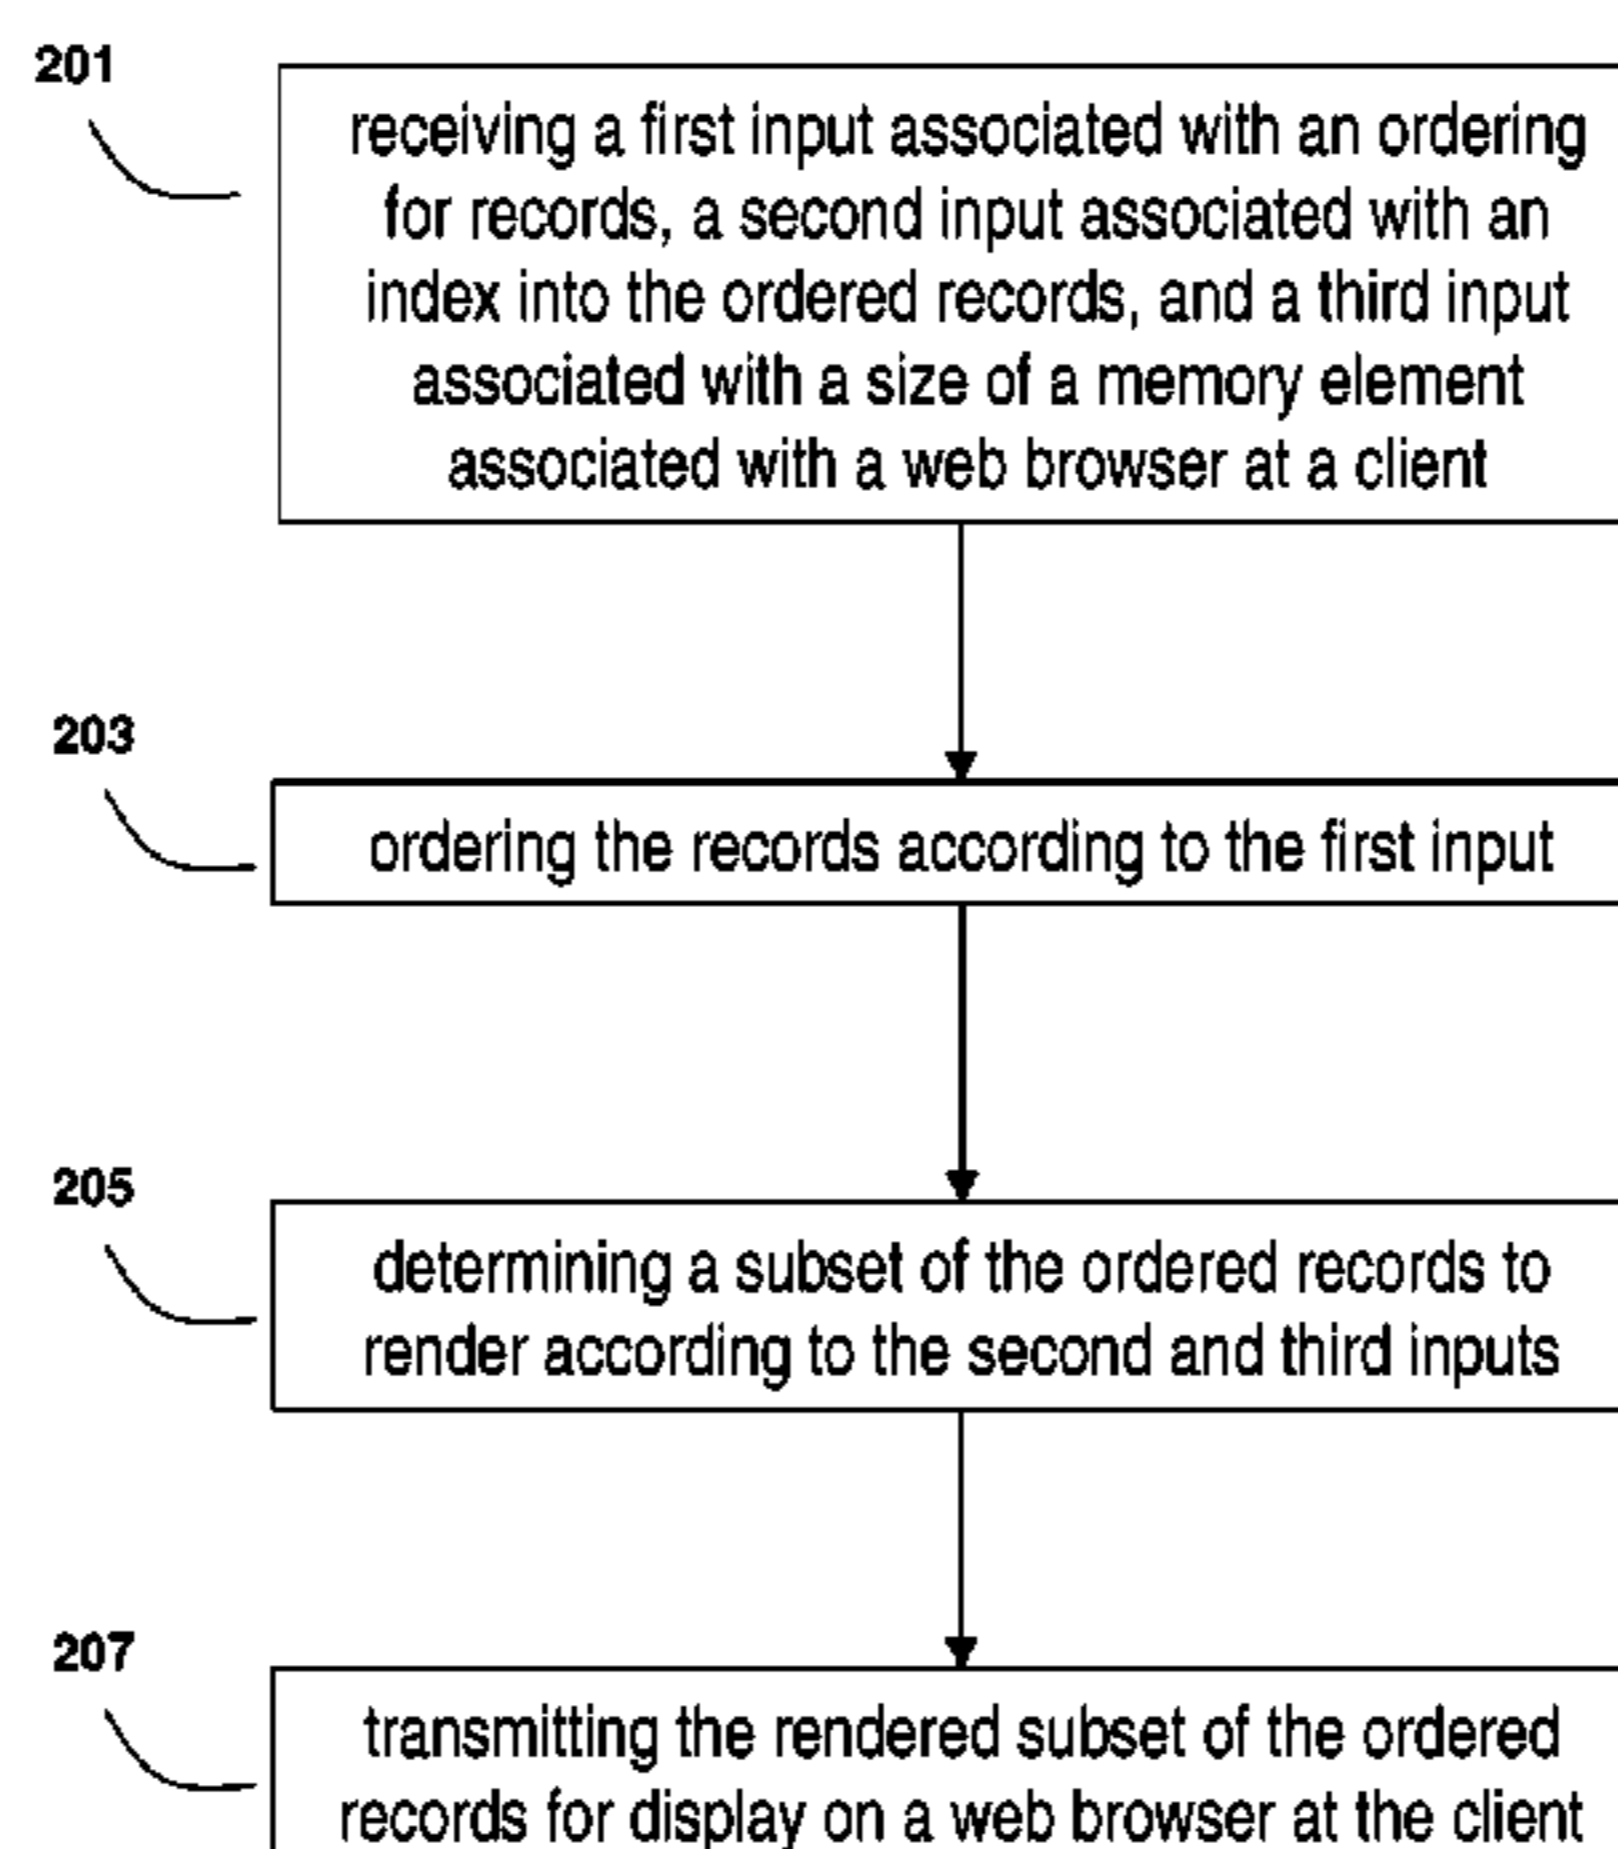 201
receiving a first input associated with an ordering
for records, a second input associated with an
index into the ordered records, and a third input
associated with a size of a memory element
associated with a web browser at a client
203
ordering the records according to the first input
205
determining a subset of the ordered records to
render according to the second and third inputs
207
transmitting the rendered subset of the ordered
records for display on a web browser at the client